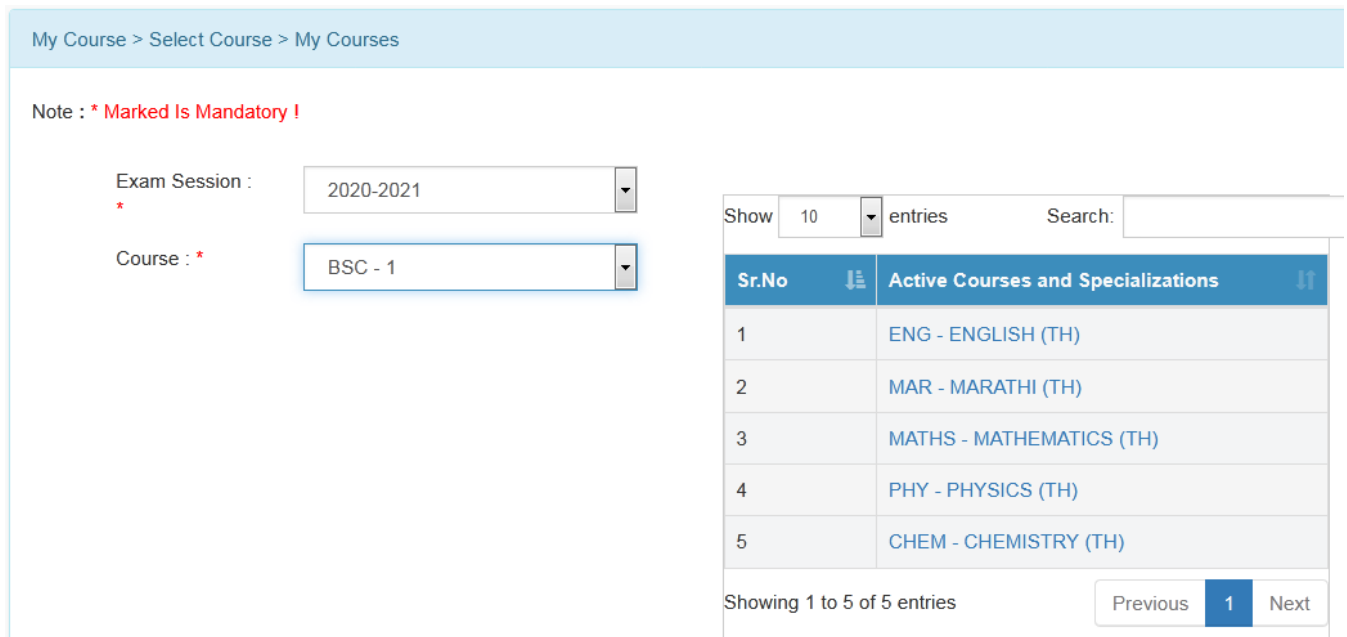 My Course > Select Course > My Courses
Note : * Marked Is Mandatory !
Exam Session :
*
2020-2021
Course : *
BSC - 1
Show 10 entries Search:
Sr.No Active Courses and Specializations
1 ENG - ENGLISH (TH)
2 MAR - MARATHI (TH)
3 MATHS - MATHEMATICS (TH)
4 PHY - PHYSICS (TH)
5 CHEM - CHEMISTRY (TH)
Showing 1 to 5 of 5 entries Previous 1 Next